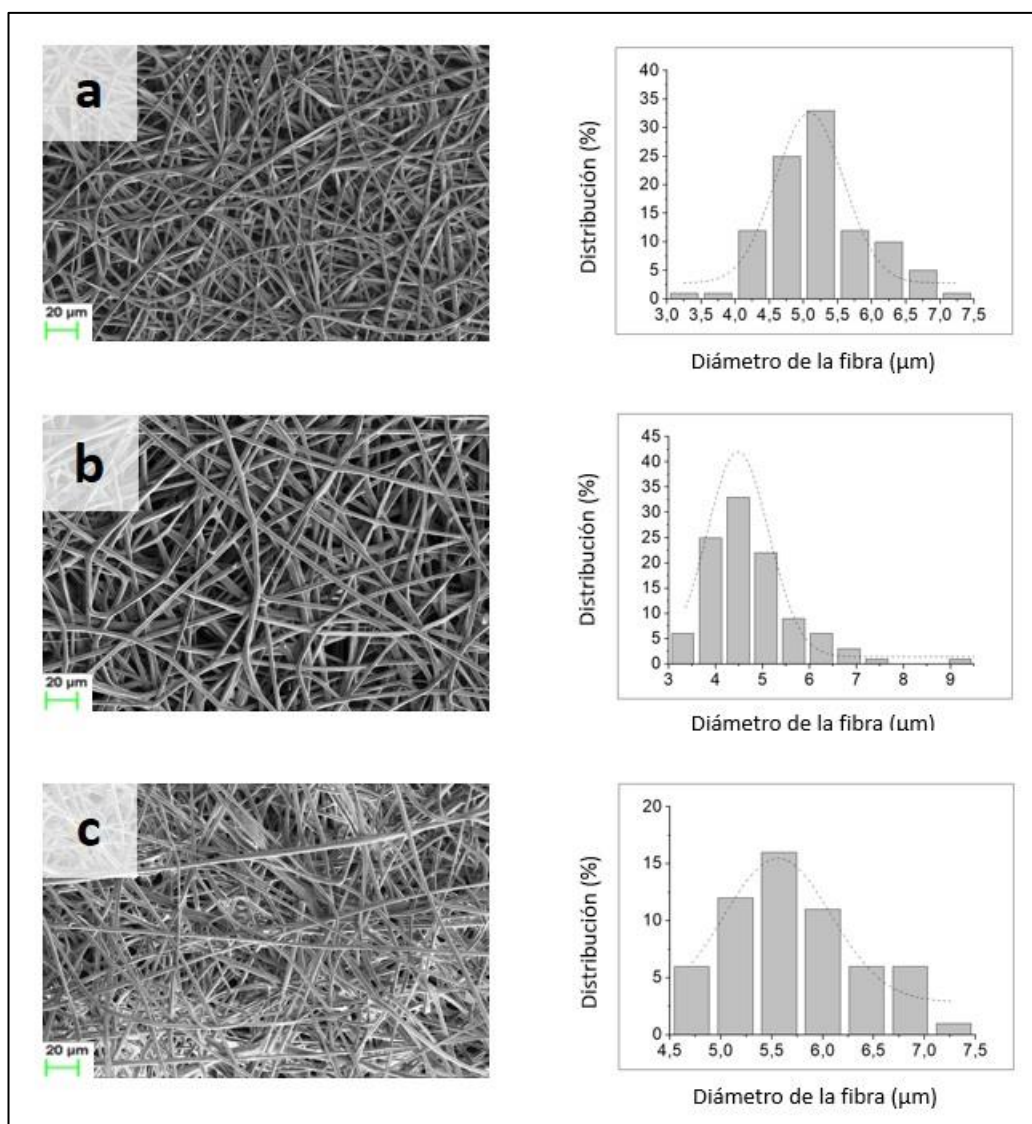 a
20 µm
Distribución (%)
40
35
30
25
20
15
10
5
0
3,0 3,5 4,0 4,5 5,0 5,5 6,0 6,5 7,0 7,5
Diámetro de la fibra (µm)
b
20 µm
Distribución (%)
45
40
35
30
25
20
15
10
5
0
3 4 5 6 7 8 9
Diámetro de la fibra (µm)
c
20 µm
Distribución (%)
20
15
10
5
0
4,5 5,0 5,5 6,0 6,5 7,0 7,5
Diámetro de la fibra (µm)